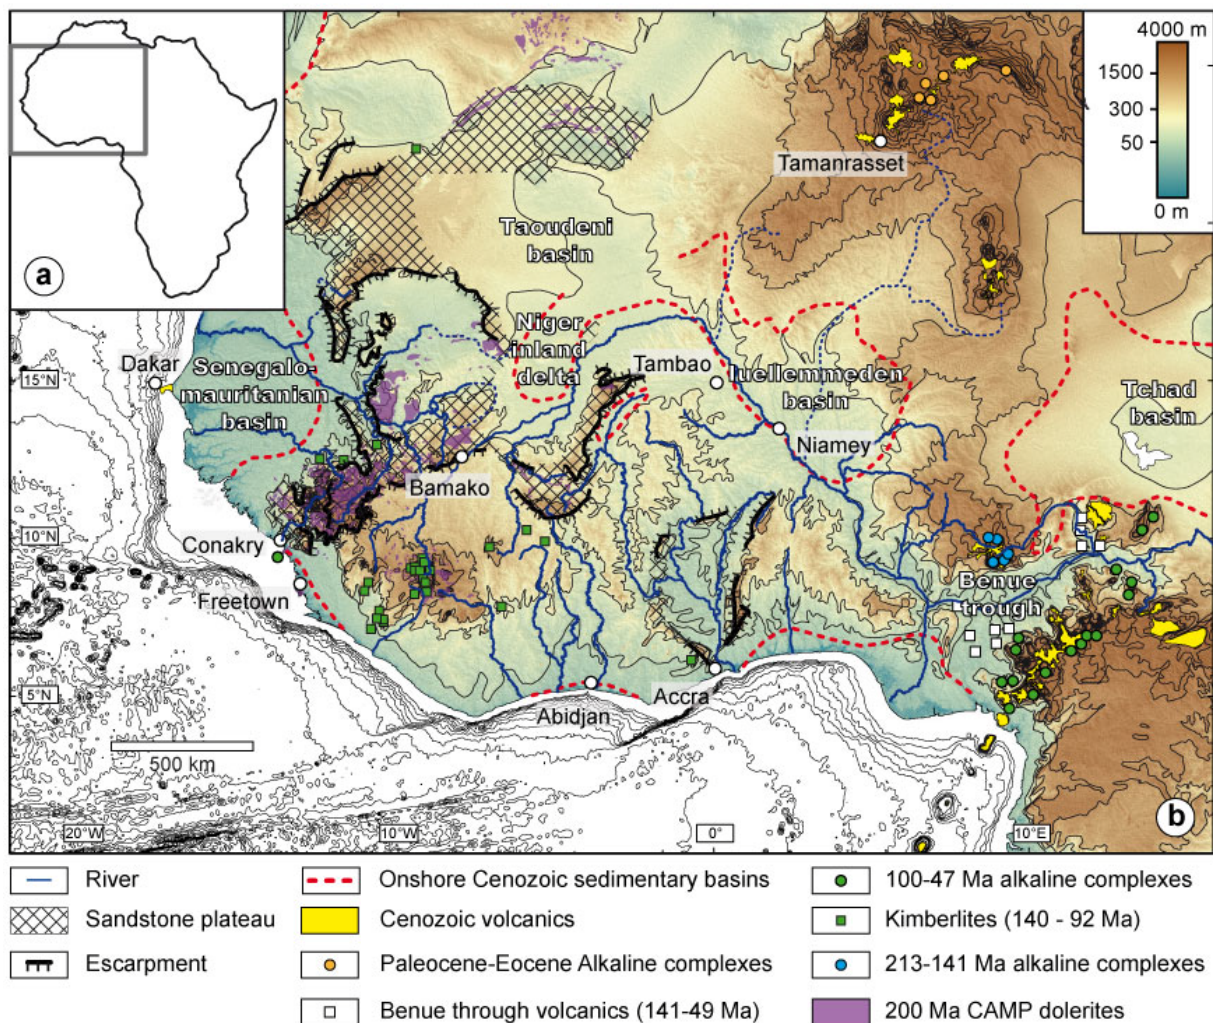 a
4000 m
1500
300
50
0 m
Tamanrasset
Taoudeni
basin
Niger
inland
delta
Dakar
15°N
Senegalo-
mauritanian
basin
Tambao
Iuellemmeden
basin
Tchad
basin
Niamey
Bamako
10°N
Conakry
Freetown
Benue
trough
5°N
Accra
Abidjan
500 km
20°W
10°W
0°
10°E
b
River
Sandstone plateau
Escarpment
Onshore Cenozoic sedimentary basins
Cenozoic volcanics
Paleocene-Eocene Alkaline complexes
Benue through volcanics (141-49 Ma)
100-47 Ma alkaline complexes
Kimberlites (140 - 92 Ma)
213-141 Ma alkaline complexes
200 Ma CAMP dolerites